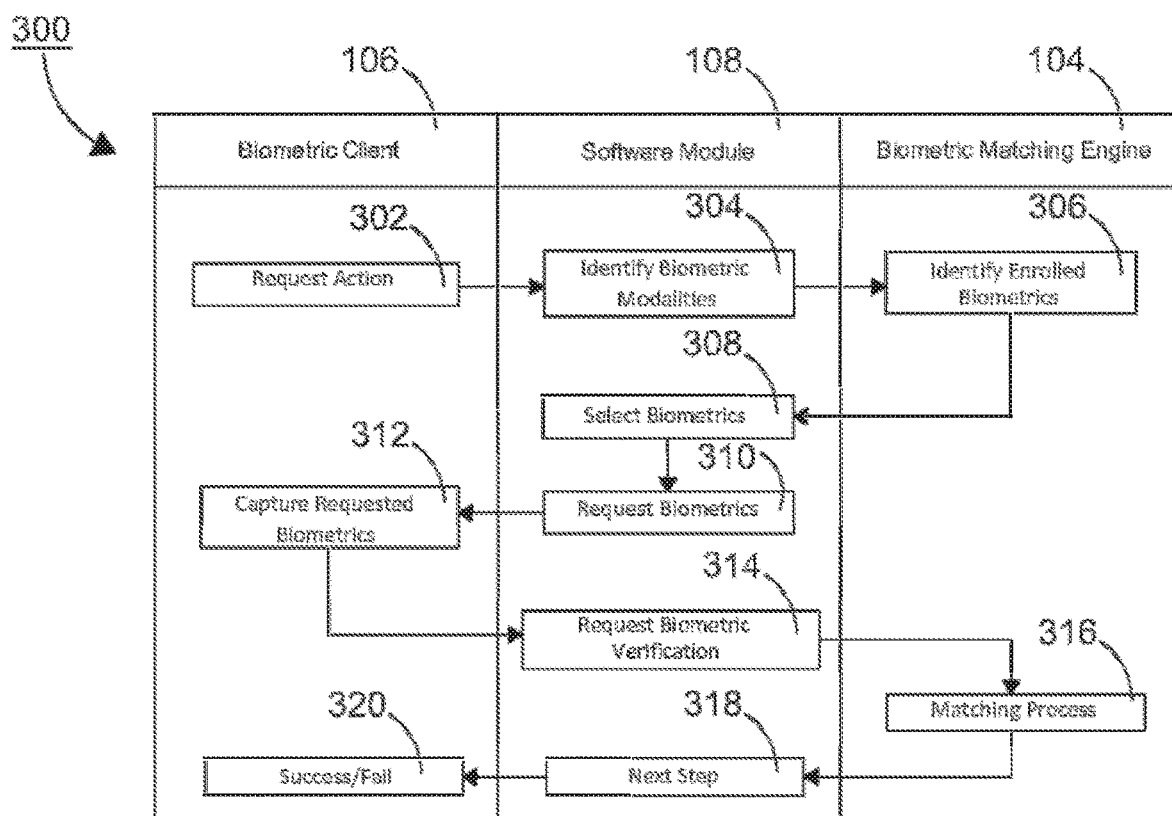 300
106
108
104
Biometric Client
Software Module
Biometric Matching Engine
302
304
306
Request Action
Identify Biometric
Modalities
Identify Enrolled
Biometrics
308
Select Biometrics
312
310
Capture Requested
Biometrics
Request Biometrics
314
Request Biometric
Verification
316
Matching Process
320
318
Success/Fail
Next Step